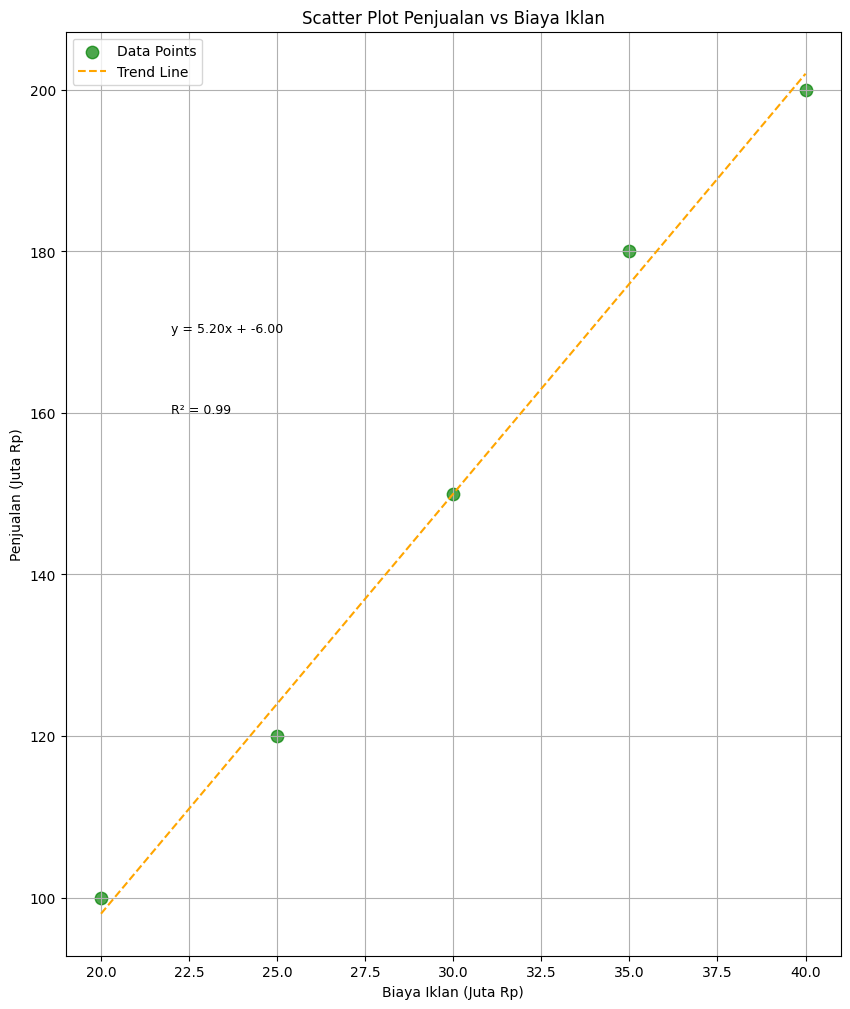 Scatter Plot Penjualan vs Biaya Iklan
Data Points
Trend Line
200
180
160
140
120
100
Penjualan (Juta Rp)
y = 5.20x + -6.00
R² = 0.99
20.0 22.5 25.0 27.5 30.0 32.5 35.0 37.5 40.0
Biaya Iklan (Juta Rp)